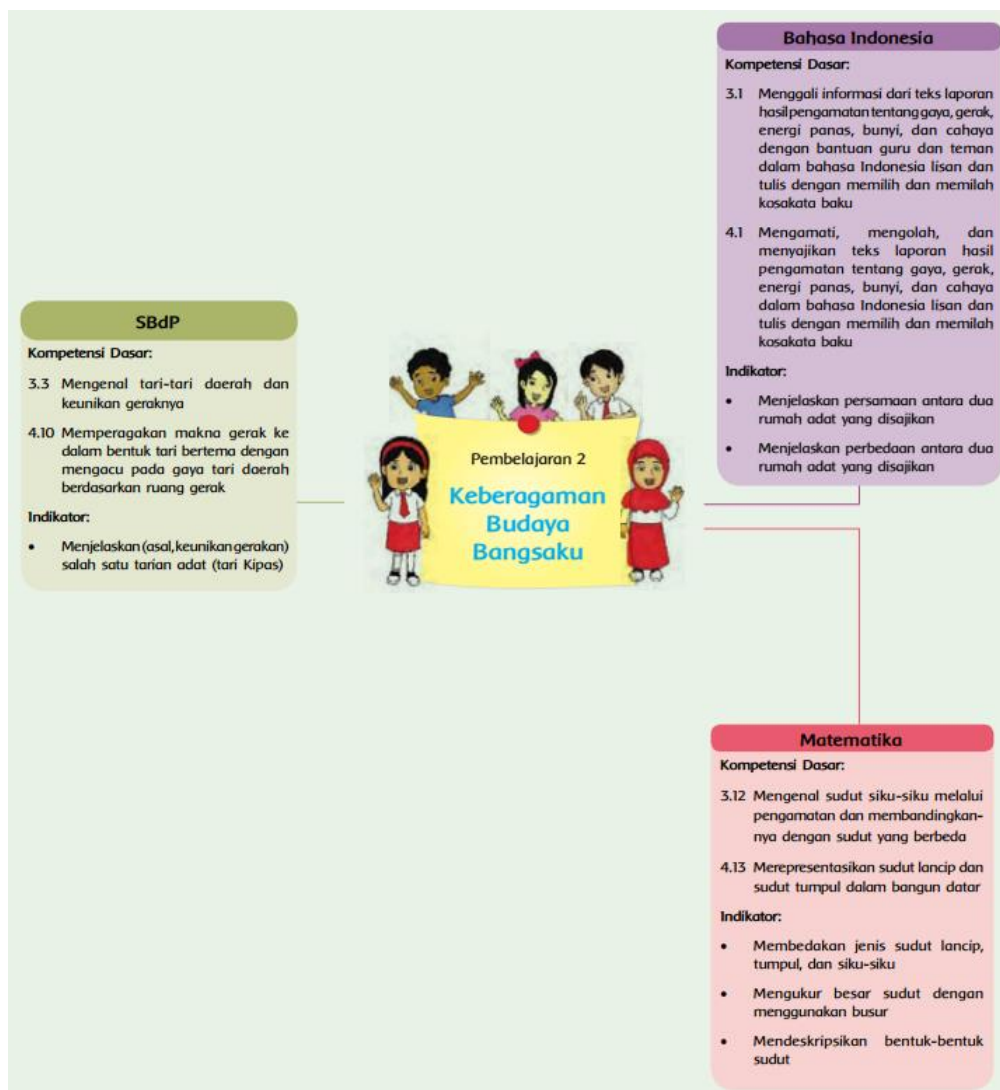 Bahasa Indonesia
Kompetensi Dasar:
3.1 Menggali informasi dari teks laporan
hasil pengamatan tentang gaya, gerak,
energi panas, bunyi, dan cahaya
dengan bantuan guru dan teman
dalam bahasa Indonesia lisan dan
tulis dengan memilih dan memilah
kosakata baku
4.1 Mengamati, mengolah, dan
menyajikan teks laporan hasil
pengamatan tentang gaya, gerak,
energi panas, bunyi, dan cahaya
dalam bahasa Indonesia lisan dan
tulis dengan memilih dan memilah
kosakata baku
Indikator:
• Menjelaskan persamaan antara dua
rumah adat yang disajikan
• Menjelaskan perbedaan antara dua
rumah adat yang disajikan
SBdP
Kompetensi Dasar:
3.3 Mengenal tari-tari daerah dan
keunikan geraknya
4.10 Memperagakan makna gerak ke
dalam bentuk tari bertema dengan
mengacu pada gaya tari daerah
berdasarkan ruang gerak
Indikator:
• Menjelaskan (asal, keunikan gerakan)
salah satu tarian adat (tari Kipas)
Pembelajaran 2
Keberagaman
Budaya
Bangsaku
Matematika
Kompetensi Dasar:
3.12 Mengenal sudut siku-siku melalui
pengamatan dan membandingkan-
nya dengan sudut yang berbeda
4.13 Merepresentasikan sudut lancip dan
sudut tumpul dalam bangun datar
Indikator:
• Membedakan jenis sudut lancip,
tumpul, dan siku-siku
• Mengukur besar sudut dengan
menggunakan busur
• Mendeskripsikan bentuk-bentuk
sudut